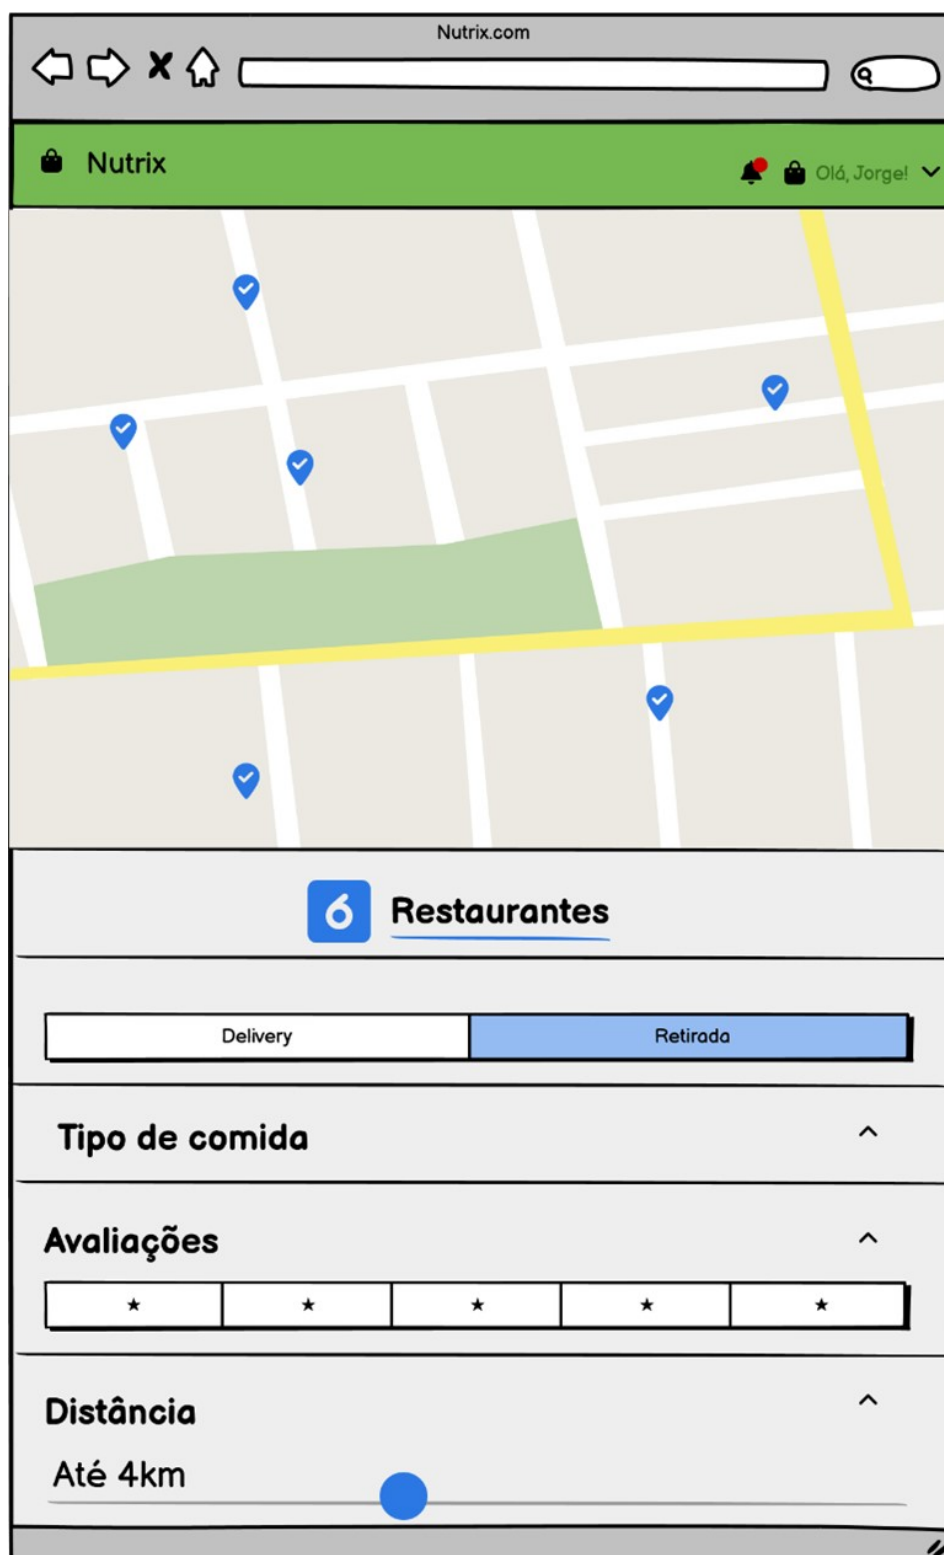 Nutrix.com
Nutrix
Olá, Jorge!
6 Restaurantes
Delivery
Retirada
Tipo de comida
Avaliações
Distância
Até 4km